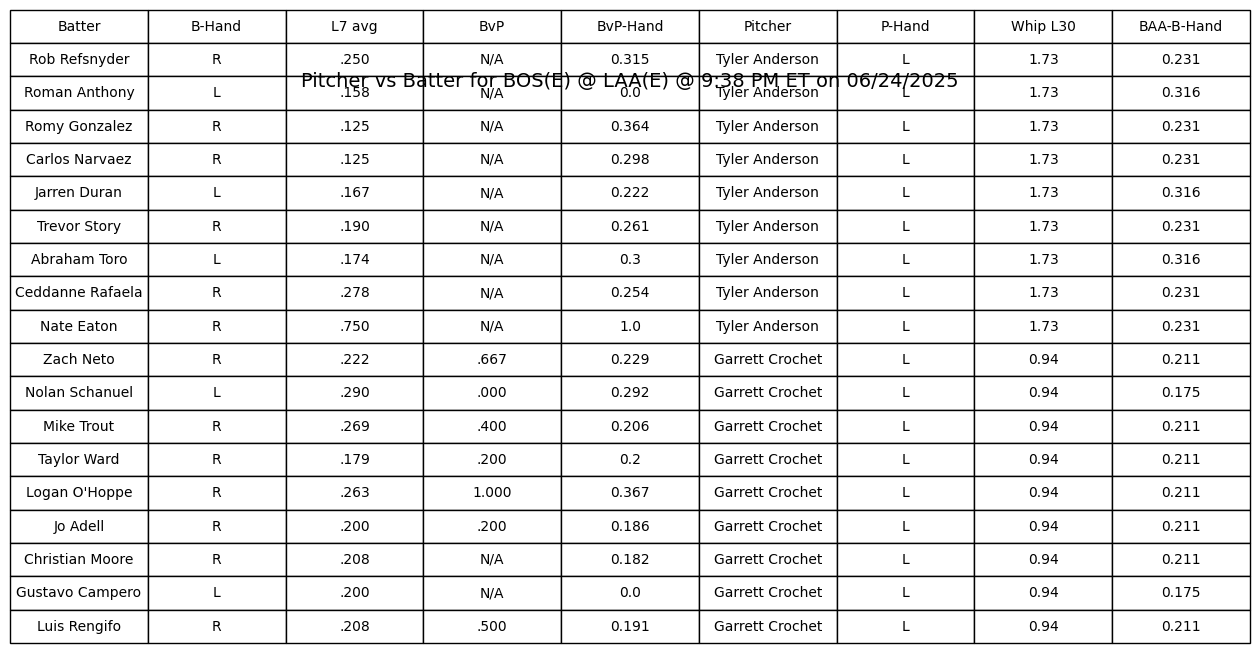 Batter B-Hand L7 avg BvP BvP-Hand Pitcher P-Hand Whip L30 BAA-B-Hand
Rob Refsnyder R .250 N/A 0.315 Tyler Anderson L 1.73 0.231
Pitcher vs Batter for BOS(E) @ LAA(E) @ 9:38 PM ET on 06/24/2025
Roman Anthony L .158 N/A 0.0 Tyler Anderson L 1.73 0.316
Romy Gonzalez R .125 N/A 0.364 Tyler Anderson L 1.73 0.231
Carlos Narvaez R .125 N/A 0.298 Tyler Anderson L 1.73 0.231
Jarren Duran L .167 N/A 0.222 Tyler Anderson L 1.73 0.316
Trevor Story R .190 N/A 0.261 Tyler Anderson L 1.73 0.231
Abraham Toro L .174 N/A 0.3 Tyler Anderson L 1.73 0.316
Ceddanne Rafaela R .278 N/A 0.254 Tyler Anderson L 1.73 0.231
Nate Eaton R .750 N/A 1.0 Tyler Anderson L 1.73 0.231
Zach Neto R .222 .667 0.229 Garrett Crochet L 0.94 0.211
Nolan Schanuel L .290 .000 0.292 Garrett Crochet L 0.94 0.175
Mike Trout R .269 .400 0.206 Garrett Crochet L 0.94 0.211
Taylor Ward R .179 .200 0.2 Garrett Crochet L 0.94 0.211
Logan O'Hoppe R .263 1.000 0.367 Garrett Crochet L 0.94 0.211
Jo Adell R .200 .200 0.186 Garrett Crochet L 0.94 0.211
Christian Moore R .208 N/A 0.182 Garrett Crochet L 0.94 0.211
Gustavo Campero L .200 N/A 0.0 Garrett Crochet L 0.94 0.175
Luis Rengifo R .208 .500 0.191 Garrett Crochet L 0.94 0.211